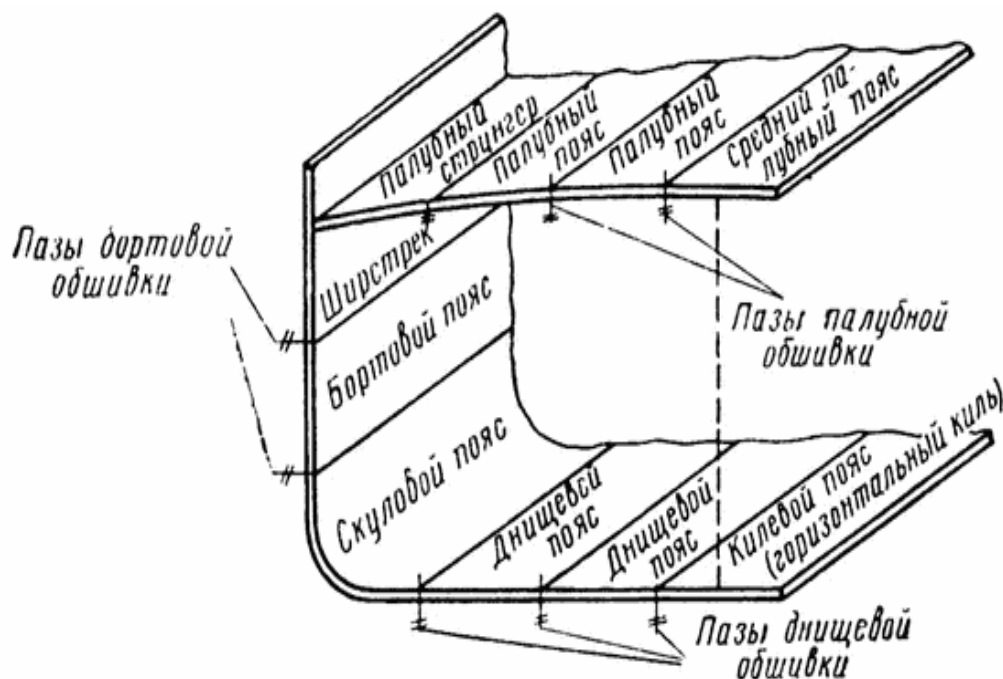 Палубный
стрингер
Палубный
пояс
Палубный
пояс
средний па-
лубный пояс
Пазы бортовой
обшивки
Ширстрек
Бортовой пояс
Скуловой пояс
Пазы палубной
обшивки
Днищевой
пояс
Днищевой
пояс
Килевой пояс
(горизонтальный киль)
Пазы днищевой
обшивки